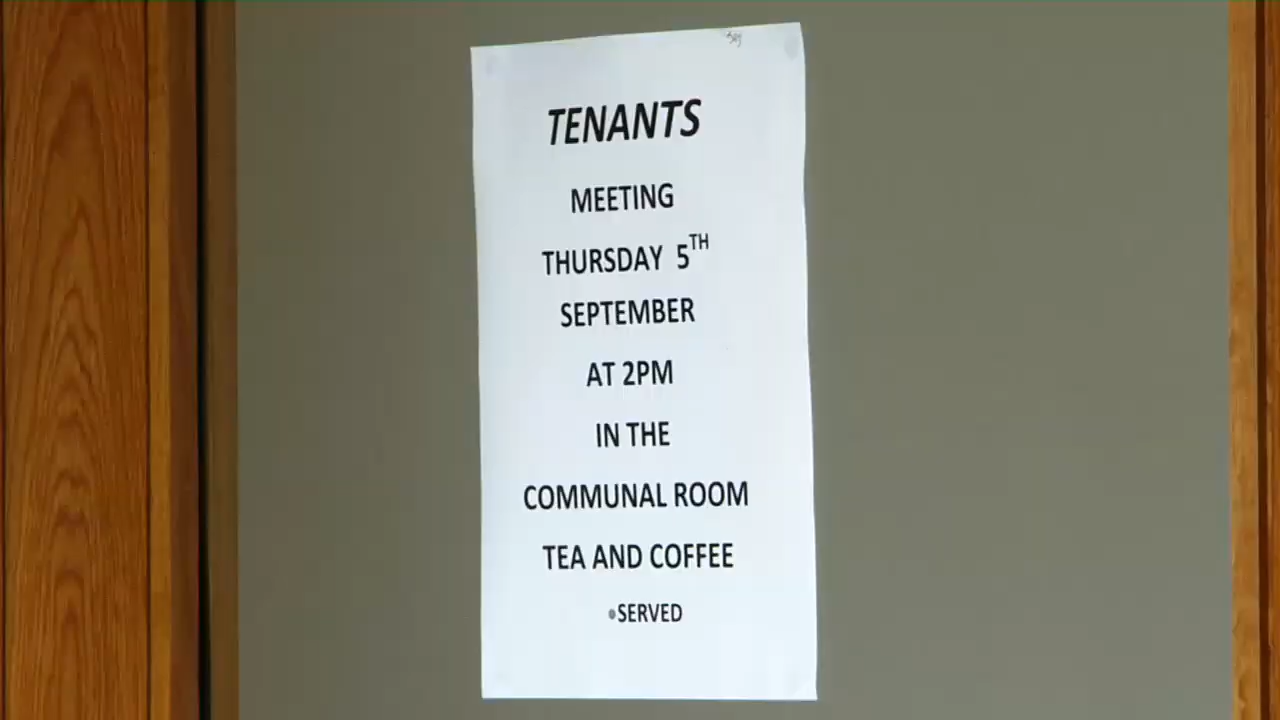 TENANTS
MEETING
THURSDAY 5TH
SEPTEMBER
AT 2PM
IN THE
COMMUNAL ROOM
TEA AND COFFEE
•SERVED